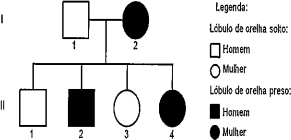 I
1
2
II
1
2
3
4
Legenda:
Lóbulo de orelha solto:
Homem
Mulher
Lóbulo de orelha preso:
Homem
Mulher